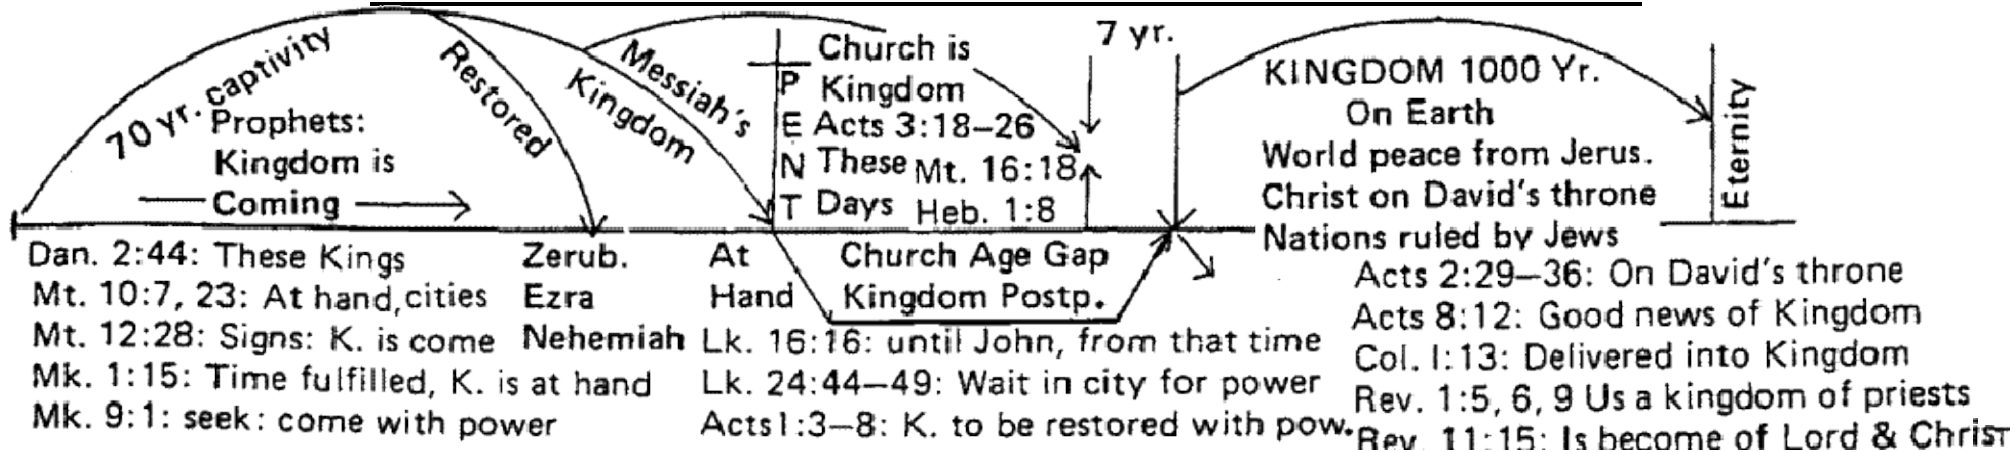 70 yr. captivity
Restored
Messiah's
Kingdom
Prophets:
Kingdom is
Coming
PENT
Church is
Kingdom
Acts 3:18–26
These Mt. 16:18
Days Heb. 1:8
7 yr.
KINGDOM 1000 Yr.
On Earth
World peace from Jerus.
Christ on David's throne
Nations ruled by Jews
Eternity
Dan. 2:44: These Kings
Mt. 10:7, 23: At hand, cities
Mt. 12:28: Signs: K. is come
Mk. 1:15: Time fulfilled, K. is at hand
Mk. 9:1: seek: come with power
Zerub.
Ezra
Nehemiah
At
Hand
Church Age Gap
Kingdom Postp.
Lk. 16:16: until John, from that time
Lk. 24:44–49: Wait in city for power
Acts 1:3–8: K. to be restored with pow.
Acts 2:29–36: On David's throne
Acts 8:12: Good news of Kingdom
Col. I:13: Delivered into Kingdom
Rev. 1:5, 6, 9 Us a kingdom of priests
Rev. 11:15: Is become of Lord & Christ